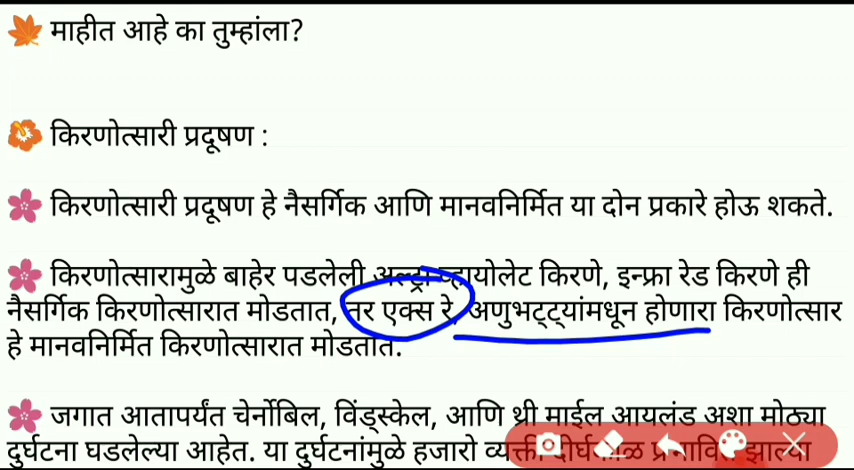 माहीत आहे का तुम्हांला?
किरणोत्सारी प्रदूषण :
किरणोत्सारी प्रदूषण हे नैसर्गिक आणि मानवनिर्मित या दोन प्रकारे होऊ शकते.
किरणोत्सारामुळे बाहेर पडलेली अल्ट्रा व्हायोलेट किरणे, इन्फ्रा रेड किरणे ही
नैसर्गिक किरणोत्सारात मोडतात, तर एक्स रे, अणुभट्ट्यांमधून होणारा किरणोत्सार
हे मानवनिर्मित किरणोत्सारात मोडतात.
जगात आतापर्यंत चेर्नोबिल, विंड्स्केल, आणि थ्री माईल आयलंड अशा मोठ्या
दुर्घटना घडलेल्या आहेत. या दुर्घटनांमुळे हजारो व्यक्ती दीर्घकाळ प्रभावित झाल्या